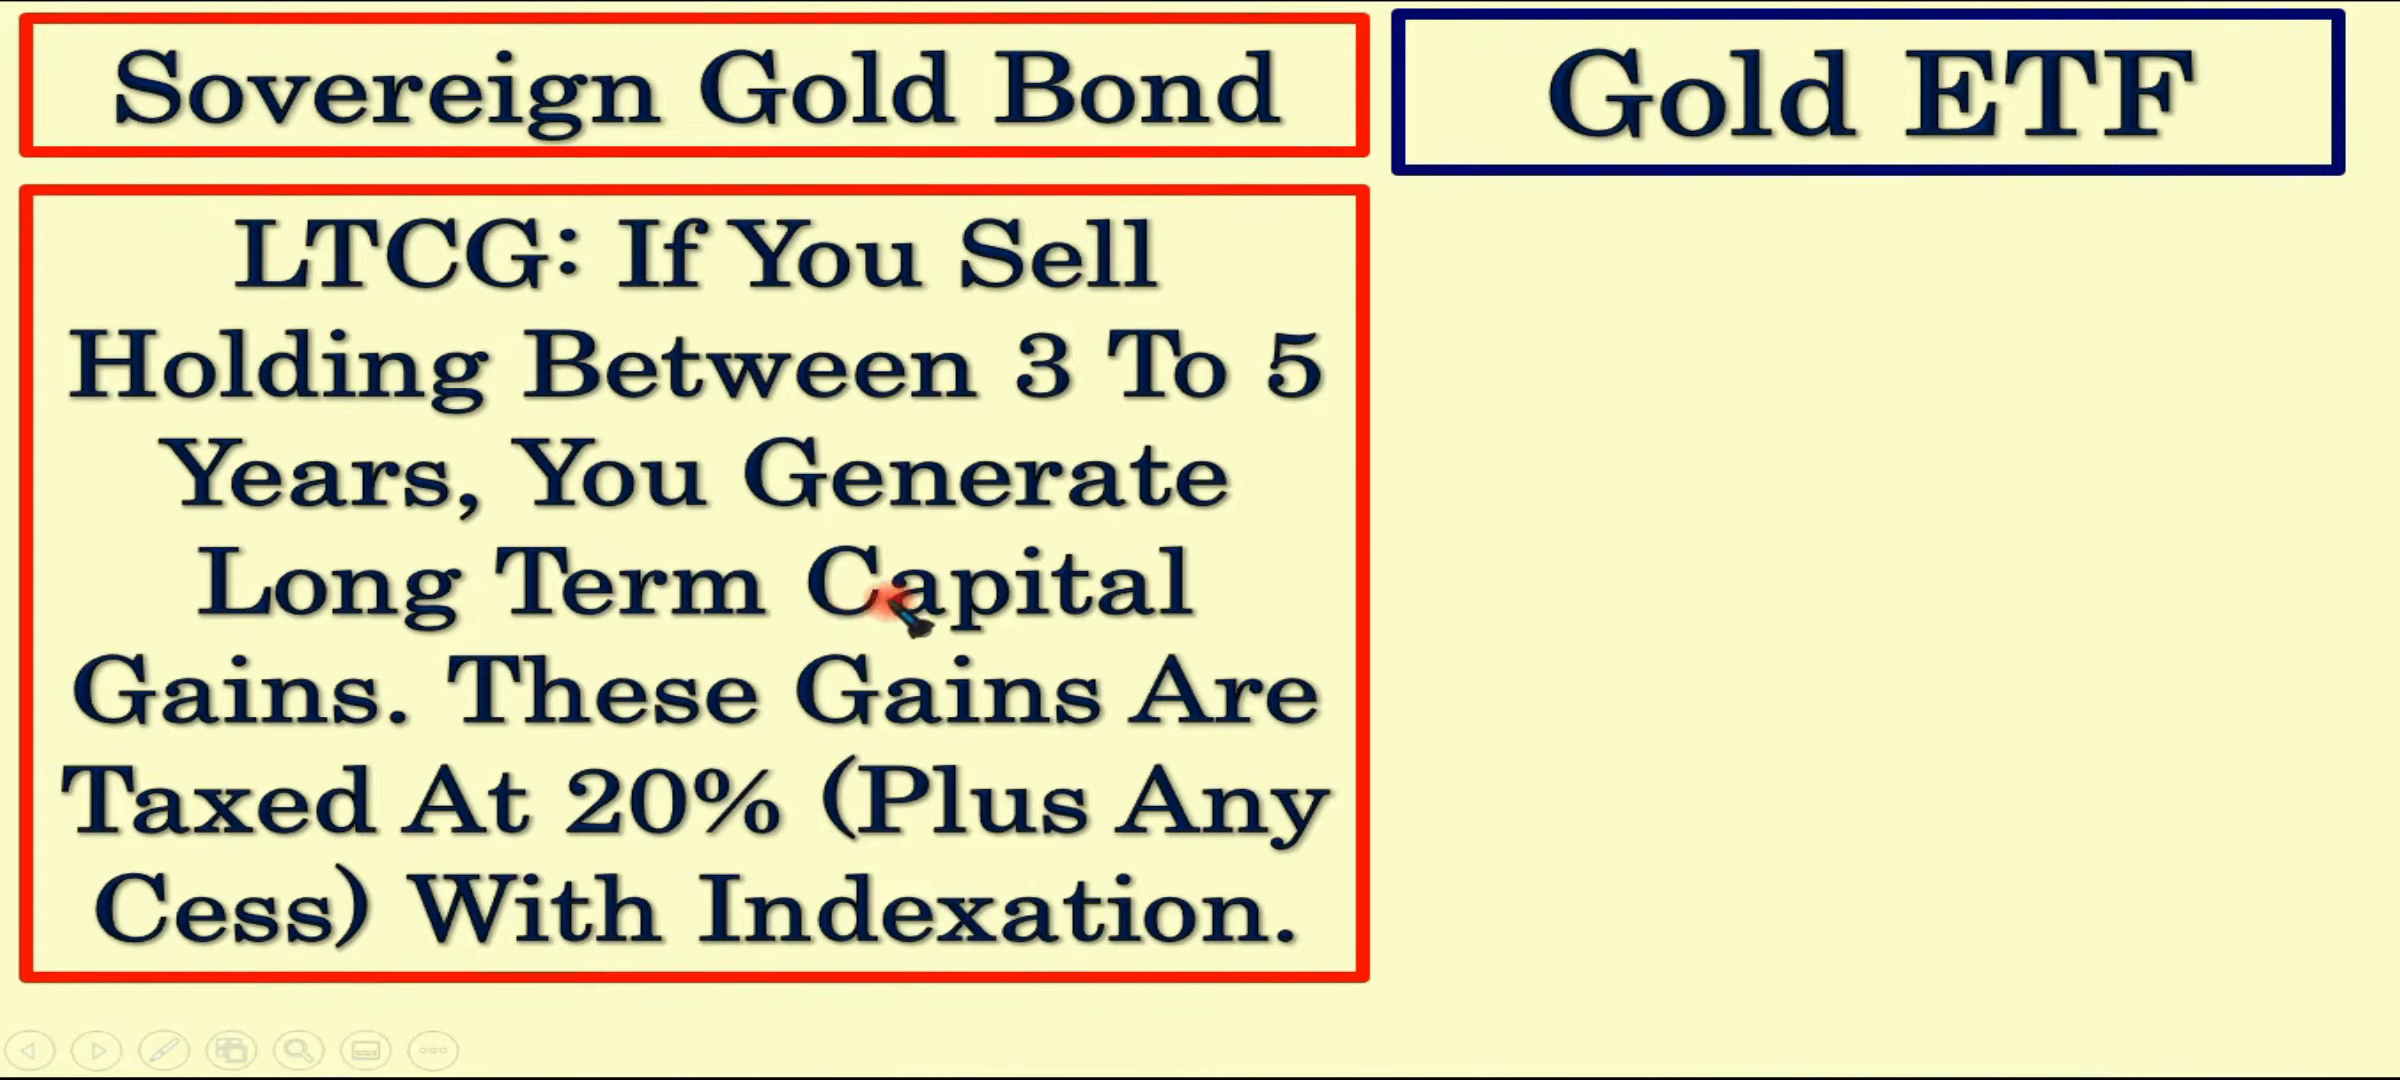 Sovereign Gold Bond
Gold ETF
LTCG: If You Sell
Holding Between 3 To 5
Years, You Generate
Long Term Capital
Gains. These Gains Are
Taxed At 20% (Plus Any
Cess) With Indexation.